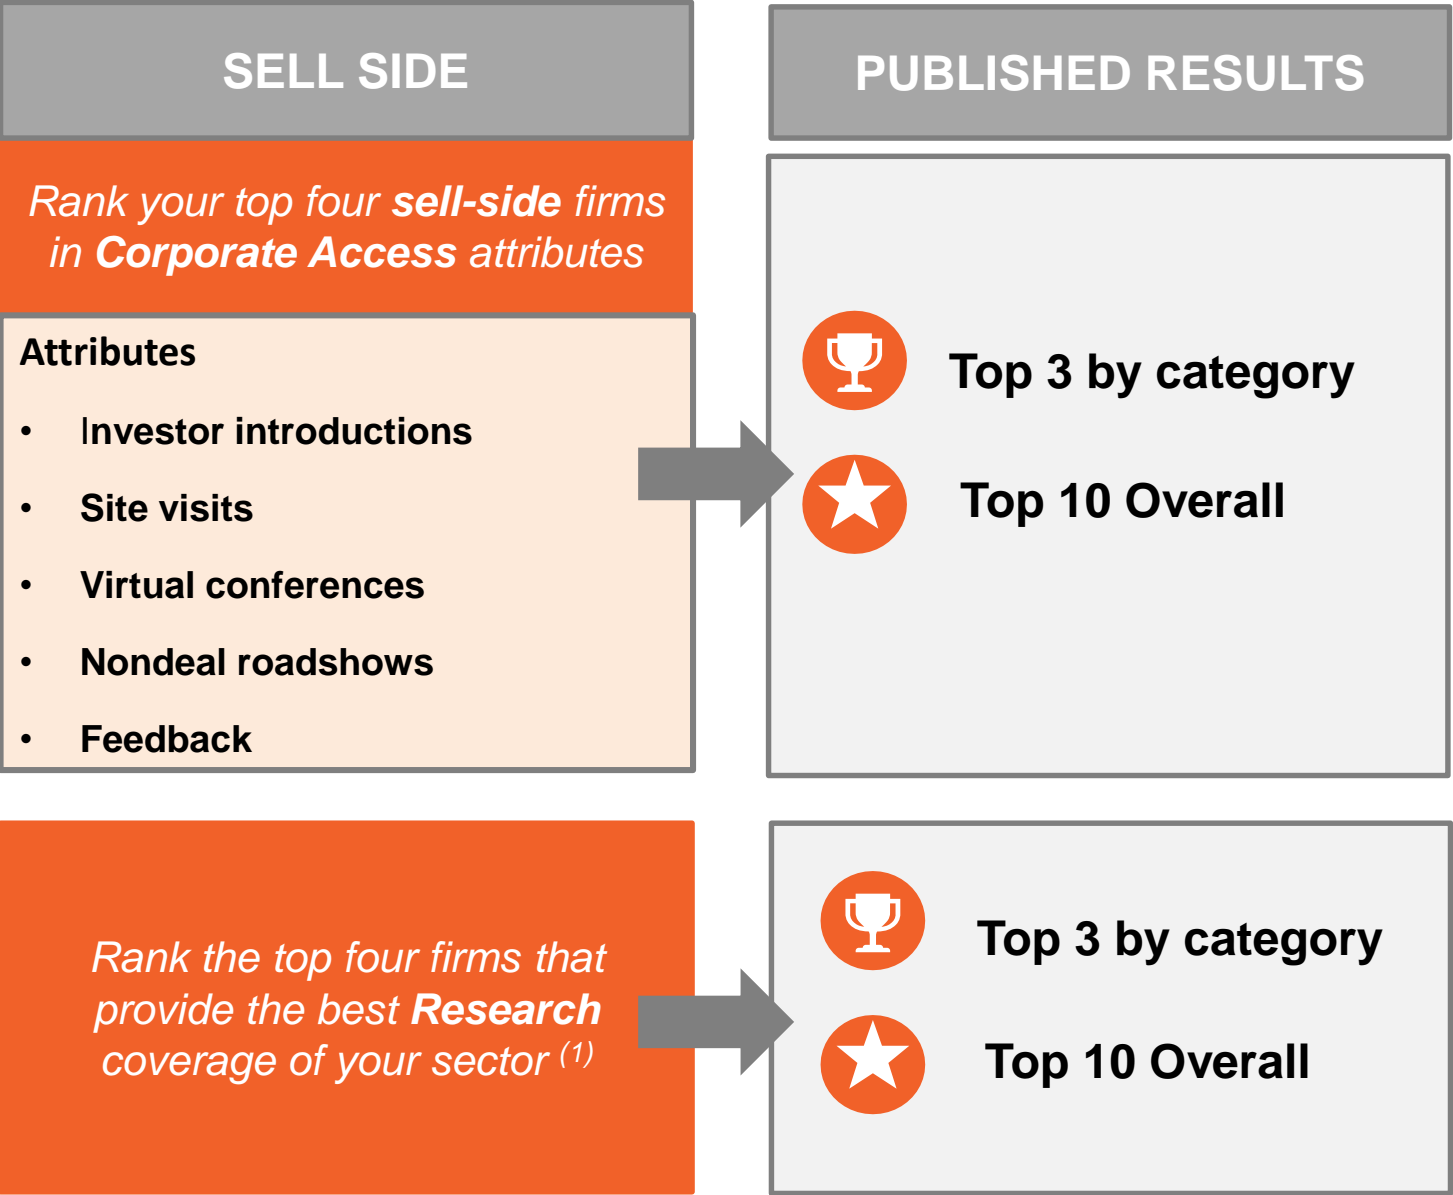 SELL SIDE
Rank your top four sell-side firms
in Corporate Access attributes
Attributes
• Investor introductions
• Site visits
• Virtual conferences
• Nondeal roadshows
• Feedback
PUBLISHED RESULTS
Top 3 by category
Top 10 Overall
Rank the top four firms that
provide the best Research
coverage of your sector (1)
Top 3 by category
Top 10 Overall